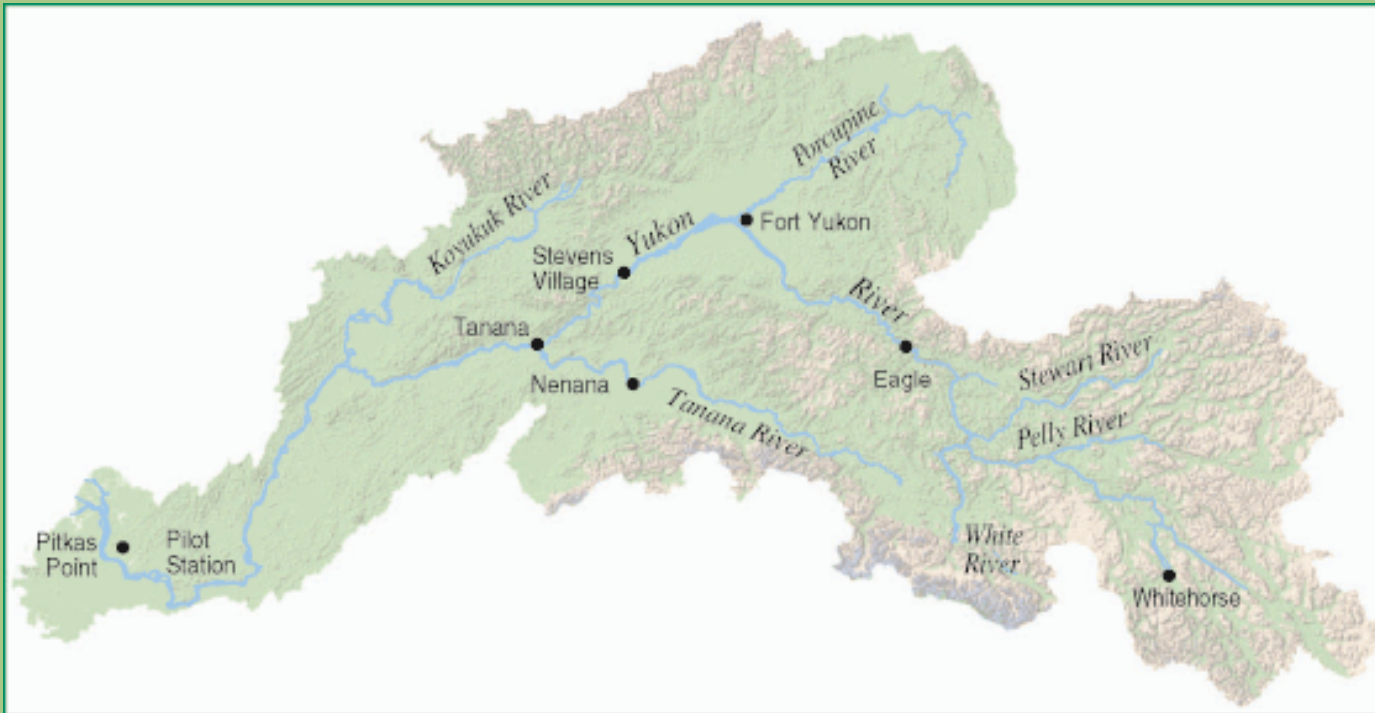 Porcupine
River
Koyukuk River
Yukon
Fort Yukon
Stevens
Village
River
Tanana
Eagle
Stewart River
Nenana
Tanana River
Pelly River
Pitkas
Point
Pilot
Station
White
River
Whitehorse